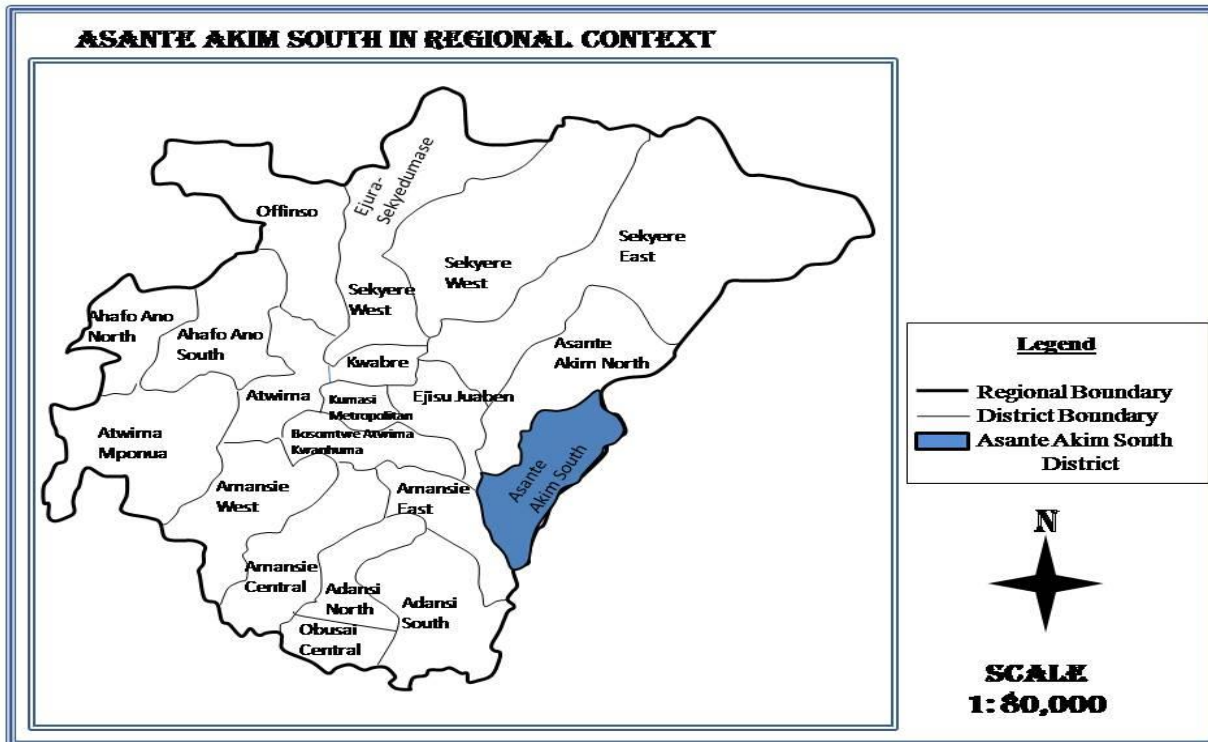 ASANTE AKIM SOUTH IN REGIONAL CONTEXT
Ejura-
Sekyedumase
Offinso
Sekyere
East
Sekyere
West
Sekyere
West
Ahafo Ano
North
Ahafo Ano
South
Asante
Akim North
Kwabre
Atwima
Kumasi
Metropolitan
Ejisu Juaben
Bosomtwe Atwima
Kwanhuma
Atwima
Mponua
Asante
Akim South
Amansie
West
Amansie
East
Amansie
Central
Adansi
North
Adansi
South
Obusai
Central
Legend
Regional Boundary
District Boundary
Asante Akim South
District
N
SCALE
1:80,000